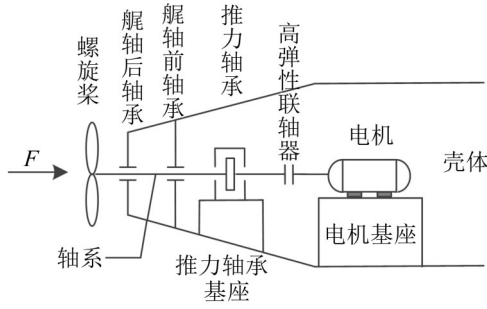 螺旋桨
艉轴后轴承
艉轴前轴承
推力轴承
高弹性联轴器
电机
壳体
F
电机基座
轴系
推力轴承
基座